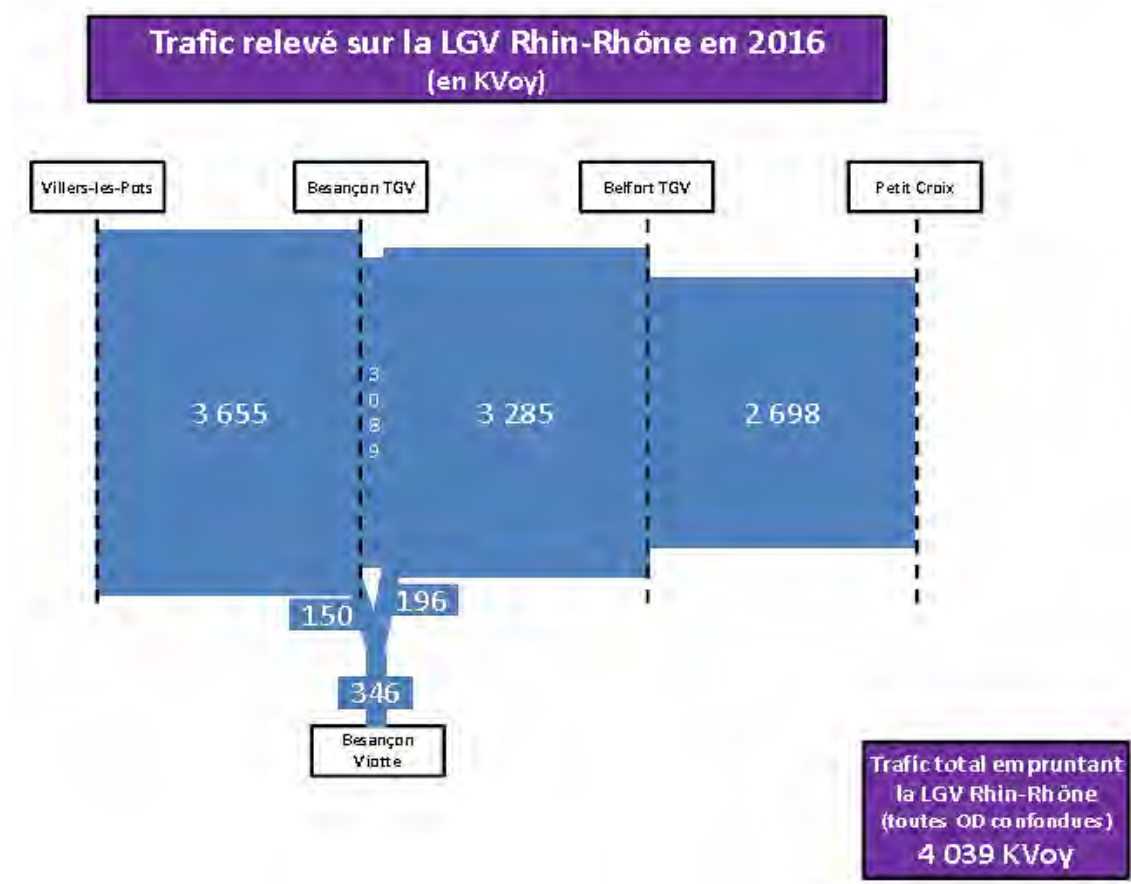 Trafic relevé sur la LGV Rhin-Rhône en 2016
(en KVoy)
Villers-les-Pots
Besançon TGV
Belfort TGV
Petit Croix
3 655
3
0
8
9
3 285
2 698
150
196
346
Besançon
Viotte
Trafic total empruntant
la LGV Rhin-Rhône
(toutes OD confondues)
4 039 KVoy